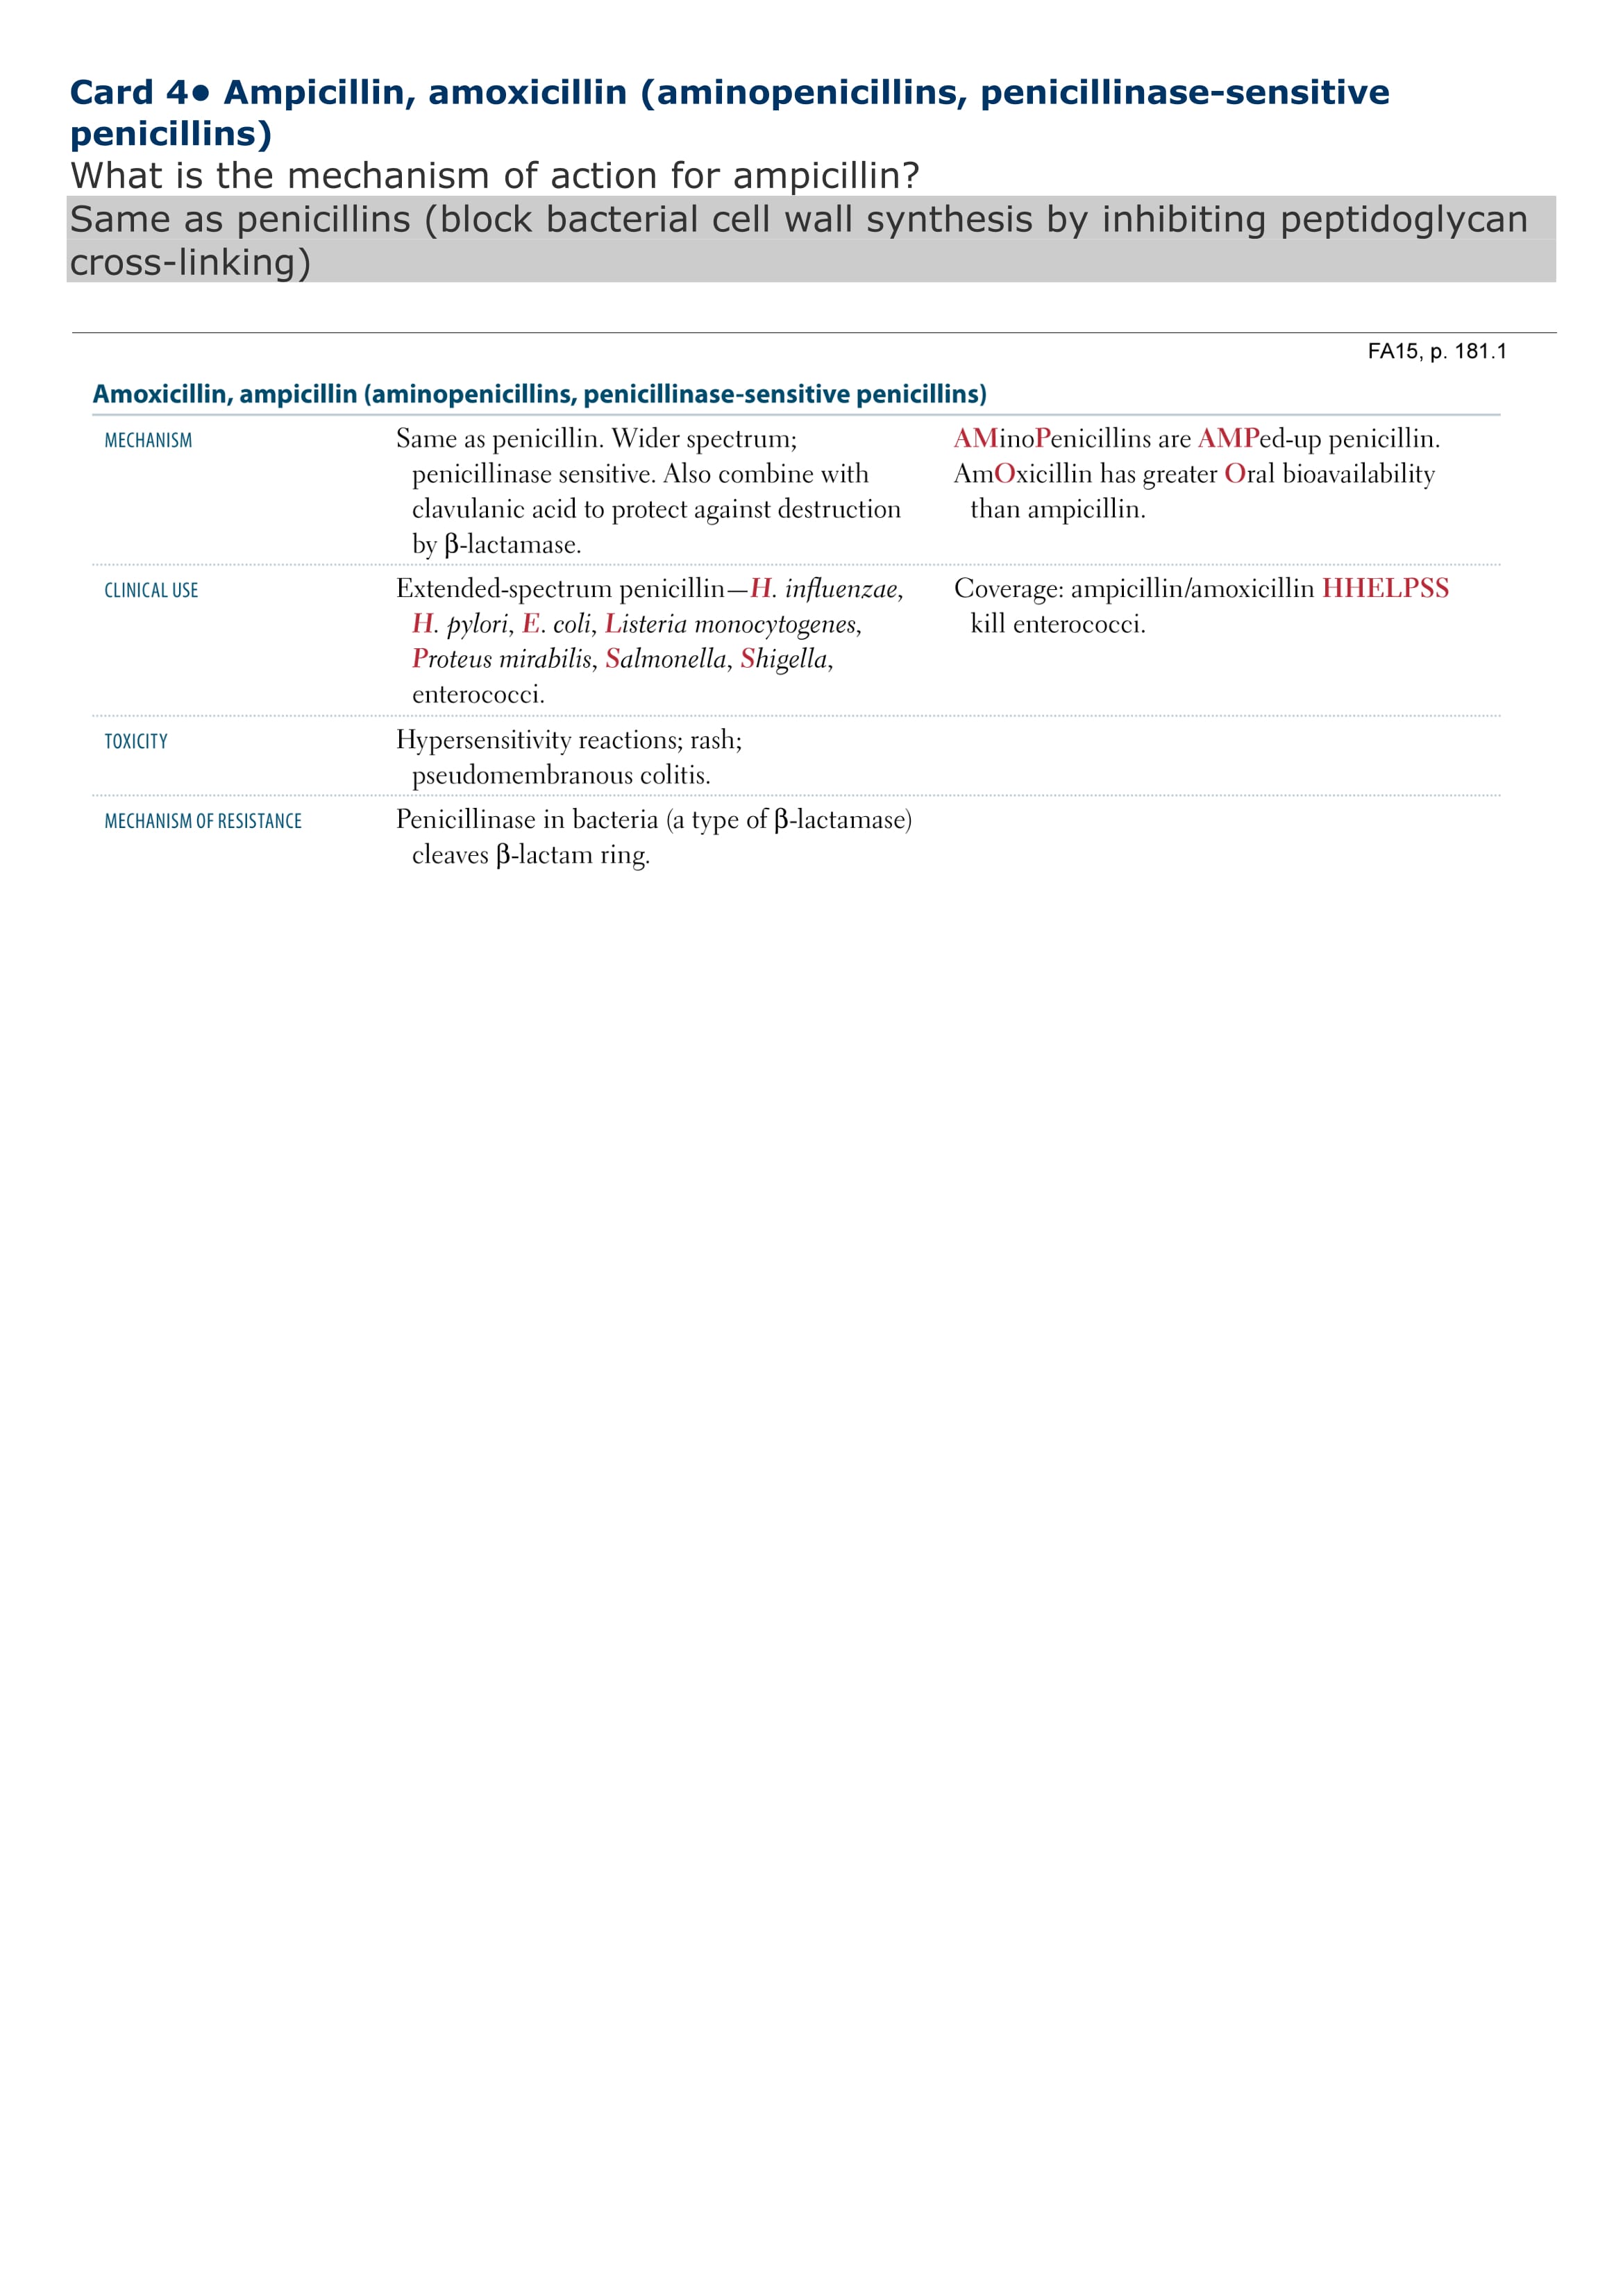 Card 4• Ampicillin, amoxicillin (aminopenicillins, penicillinase-sensitive
penicillins)
What is the mechanism of action for ampicillin?
Same as penicillins (block bacterial cell wall synthesis by inhibiting peptidoglycan
cross-linking)
FA15, p. 181.1
Amoxicillin, ampicillin (aminopenicillins, penicillinase-sensitive penicillins)
MECHANISM
Same as penicillin. Wider spectrum;
penicillinase sensitive. Also combine with
clavulanic acid to protect against destruction
by β-lactamase.
AMinoPenicillins are AMPed-up penicillin.
AmOxicillin has greater Oral bioavailability
than ampicillin.
CLINICAL USE
Extended-spectrum penicillin—H. influenzae,
H. pylori, E. coli, Listeria monocytogenes,
Proteus mirabilis, Salmonella, Shigella,
enterococci.
Coverage: ampicillin/amoxicillin HHELPSS
kill enterococci.
TOXICITY
Hypersensitivity reactions; rash;
pseudomembranous colitis.
MECHANISM OF RESISTANCE
Penicillinase in bacteria (a type of β-lactamase)
cleaves β-lactam ring.